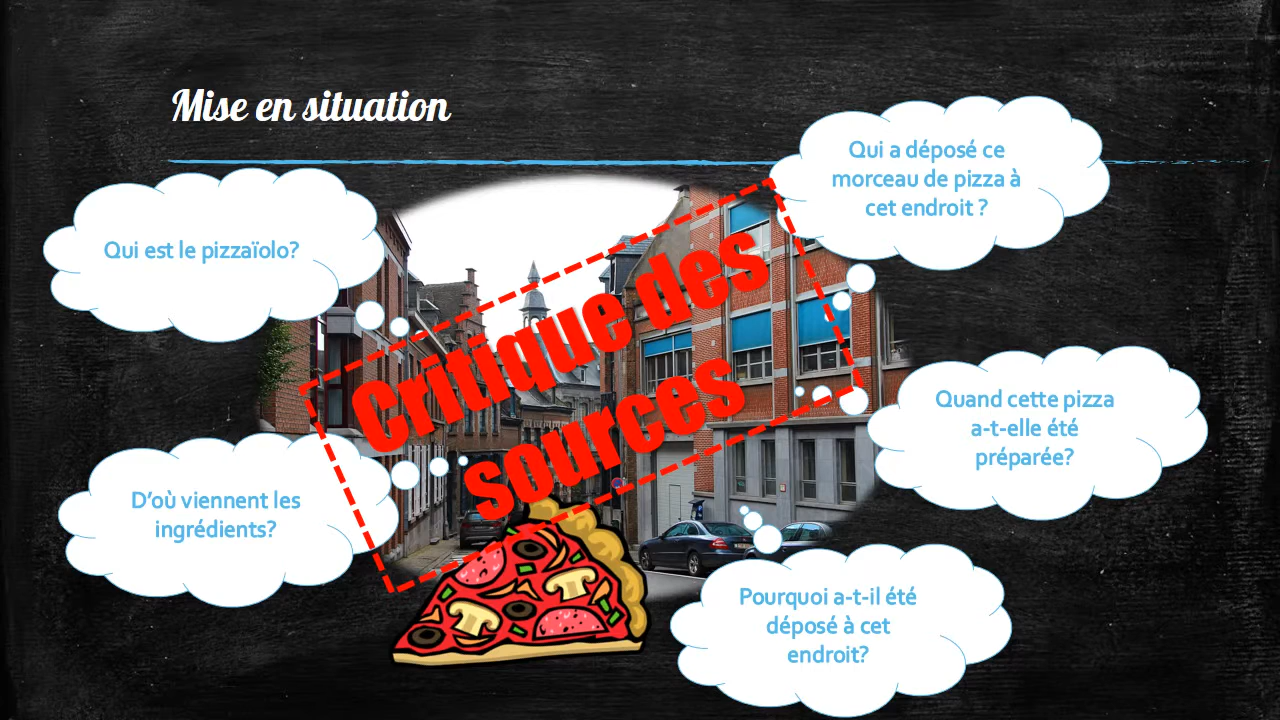 Mise en situation
Qui est le pizzaïolo?
Qui a déposé ce
morceau de pizza à
cet endroit ?
Critique des
sources
D’où viennent les
ingrédients?
Quand cette pizza
a-t-elle été
préparée?
Pourquoi a-t-il été
déposé à cet
endroit?